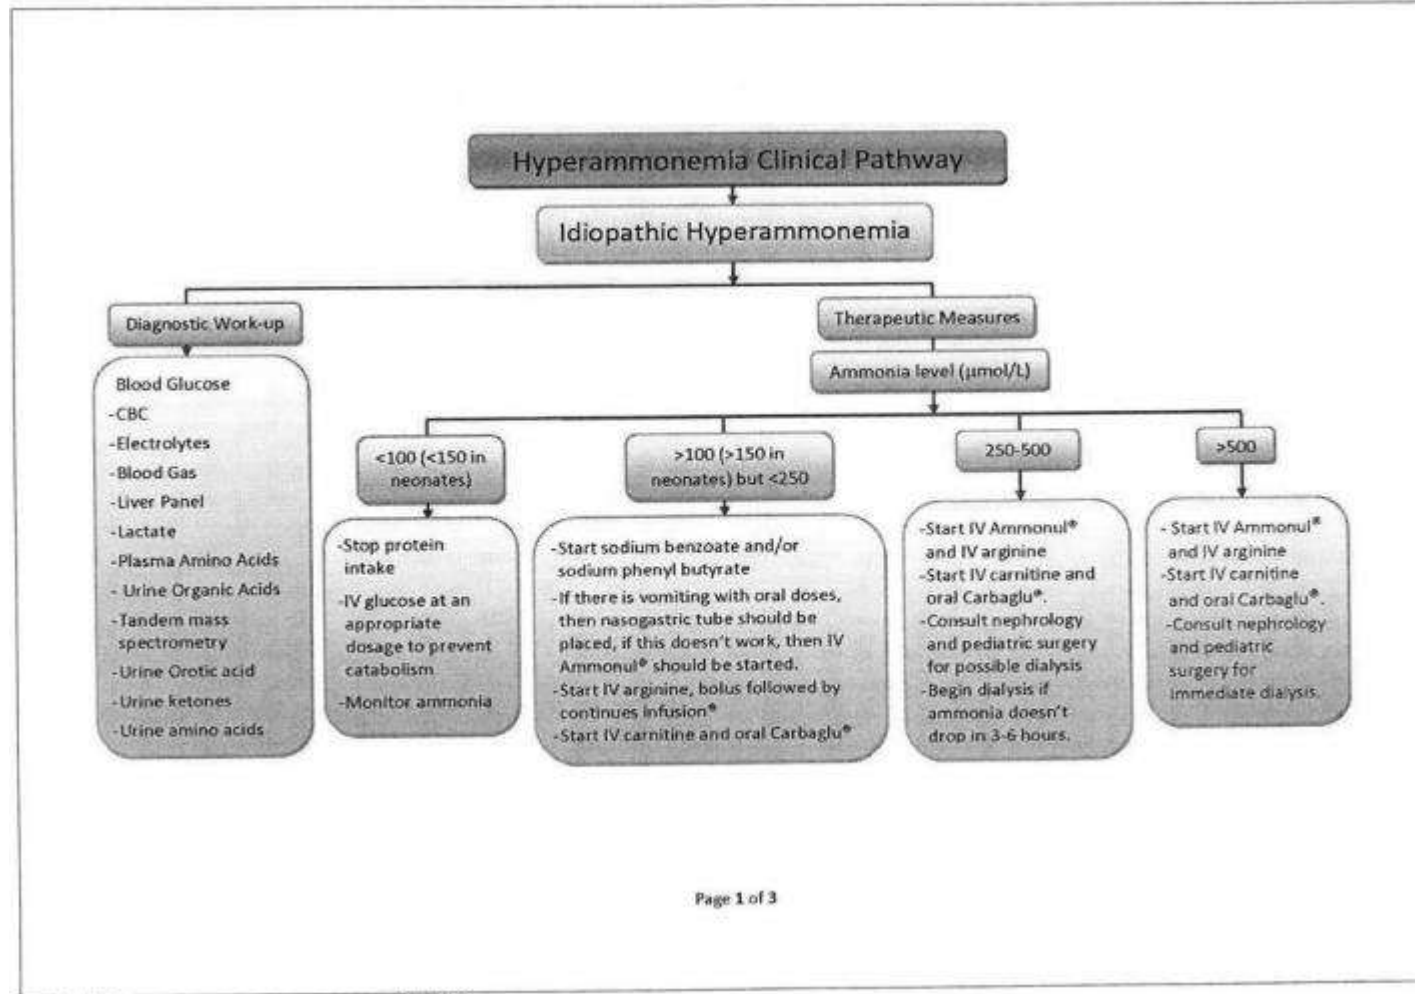 Hyperammonemia Clinical Pathway
Idiopathic Hyperammonemia
Diagnostic Work-up
Blood Glucose
-CBC
-Electrolytes
-Blood Gas
-Liver Panel
-Lactate
-Plasma Amino Acids
- Urine Organic Acids
-Tandem mass
spectrometry
-Urine Orotic acid
-Urine ketones
-Urine amino acids
Therapeutic Measures
Ammonia level (µmol/L)
<100 (<150 in
neonates)
-Stop protein
intake
-IV glucose at an
appropriate
dosage to prevent
catabolism
-Monitor ammonia
>100 (>150 in
neonates) but <250
-Start sodium benzoate and/or
sodium phenyl butyrate
-If there is vomiting with oral doses,
then nasogastric tube should be
placed, if this doesn't work, then IV
Ammonul® should be started.
-Start IV arginine, bolus followed by
continues infusion®
-Start IV carnitine and oral Carbaglu®
250-500
-Start IV Ammonul®
and IV arginine
-Start IV carnitine and
oral Carbaglu®.
-Consult nephrology
and pediatric surgery
for possible dialysis
-Begin dialysis if
ammonia doesn't
drop in 3-6 hours.
>500
- Start IV Ammonul®
and IV arginine
-Start IV carnitine
and oral Carbaglu®.
-Consult nephrology
and pediatric
surgery for
immediate dialysis.
Page 1 of 3